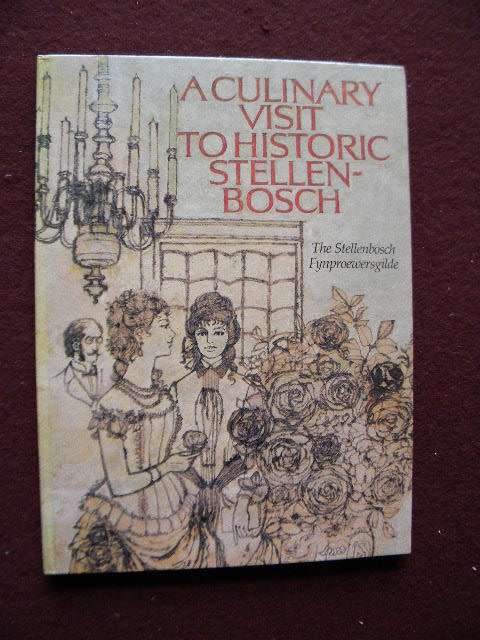 A CULINARY
VISIT
TO HISTORIC
STELLEN-
BOSCH
The Stellenbosch
Fynproewersgilde